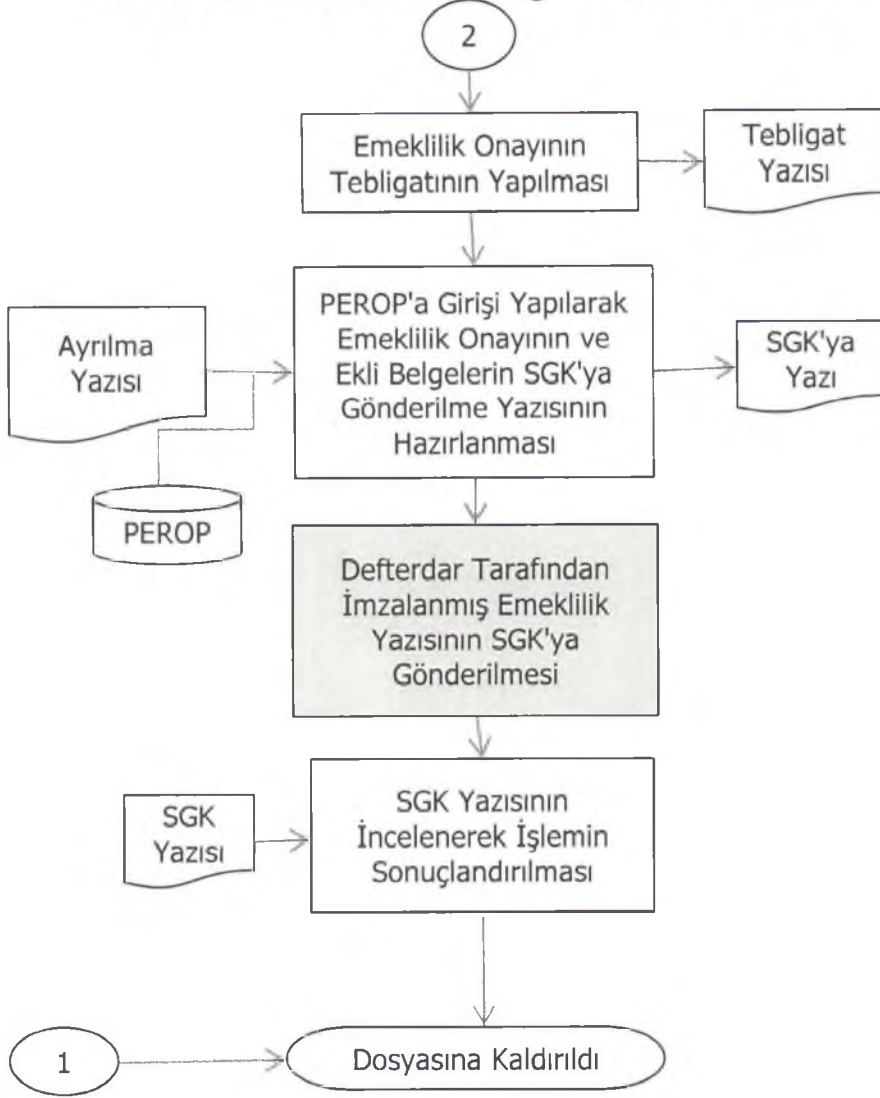 2
Emeklilik Onayının
Tebligatının Yapılması
Tebligat
Yazısı
PEROP'a Girişi Yapılarak
Emeklilik Onayının ve
Ekli Belgelerin SGK'ya
Gönderilme Yazısının
Hazırlanması
Ayrılma
Yazısı
SGK'ya
Yazı
PEROP
Defterdar Tarafından
İmzalanmış Emeklilik
Yazısının SGK'ya
Gönderilmesi
SGK
Yazısı
SGK Yazısının
İncelenerek İşlemin
Sonuçlandırılması
1
Dosyasına Kaldırıldı